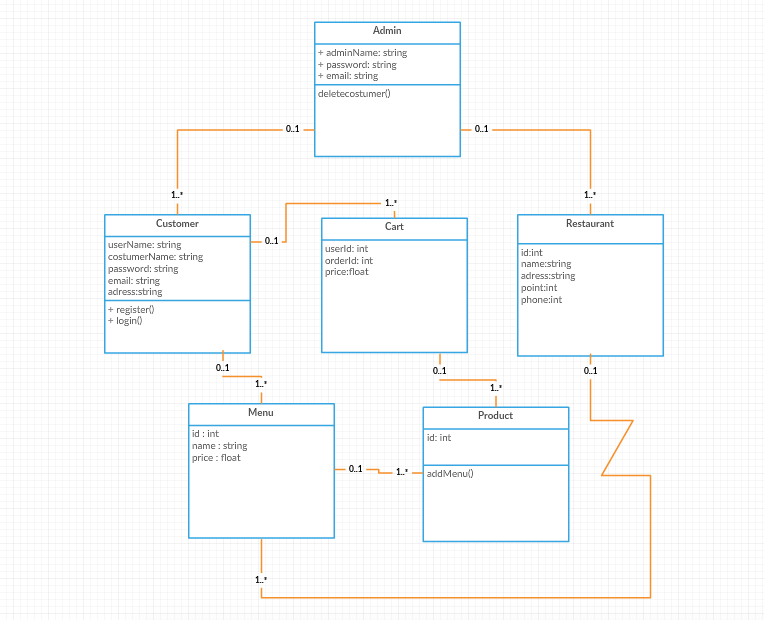 Admin
+ adminName: string
+ password: string
+ email: string
deletecostumer()
0..1
0..1
1..*
1..*
1..*
Customer
userName: string
costumerName: string
password: string
email: string
adress:string
+ register()
+ login()
0..1
Cart
userId: int
orderId: int
price:float
Restaurant
id:int
name:string
adress:string
point:int
phone:int
0..1
0..1
0..1
1..*
1..*
Menu
id : int
name : string
price : float
Product
id: int
addMenu()
0..1
1..*
1..*